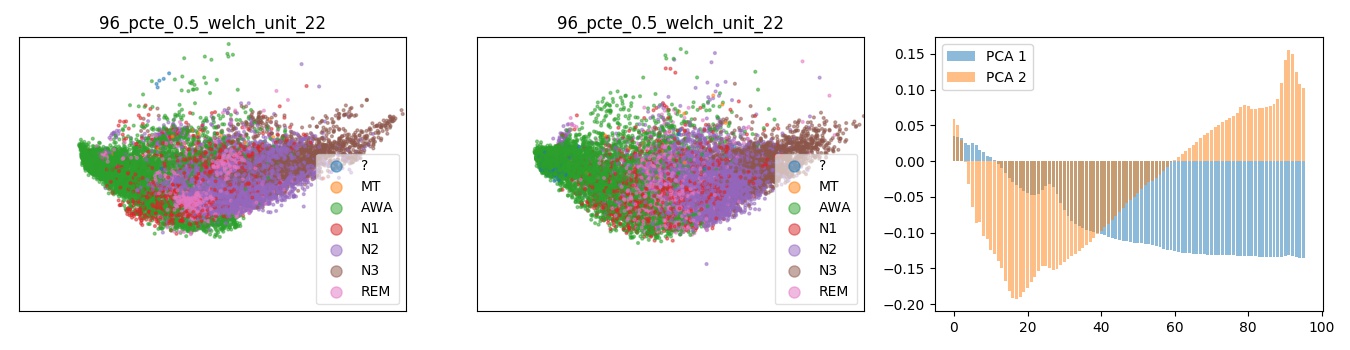 96_pcte_0.5_welch_unit_22
?
MT
AWA
N1
N2
N3
REM
96_pcte_0.5_welch_unit_22
?
MT
AWA
N1
N2
N3
REM
PCA 1
PCA 2
0.15
0.10
0.05
0.00
−0.05
−0.10
−0.15
−0.20
0 20 40 60 80 100